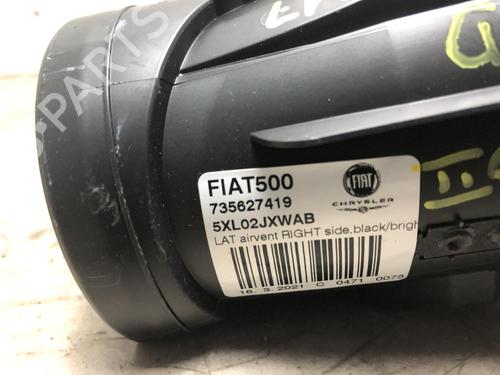 FIAT500
735627419
5XL02JXWAB
LAT airvent RIGHT side,black/brigh
16. 3.2021 C 0471 0075
FIAT
CHRYSLER
PARTS